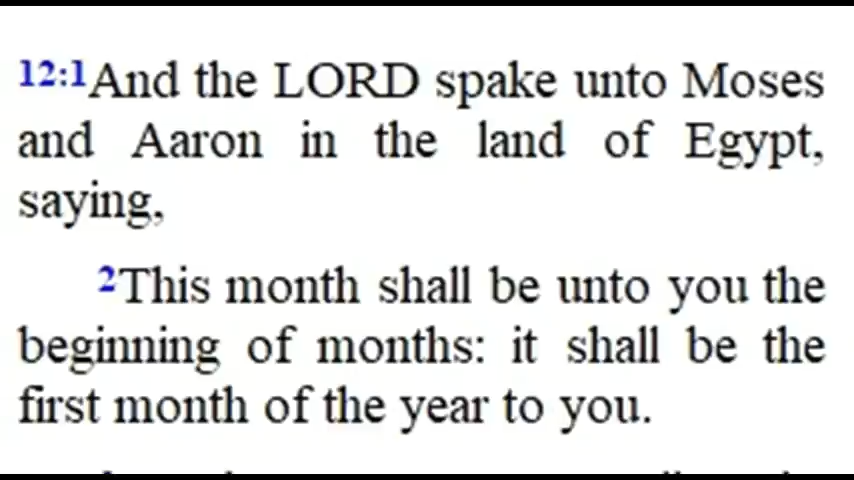 12:1And the LORD spake unto Moses
and Aaron in the land of Egypt,
saying,
2This month shall be unto you the
beginning of months: it shall be the
first month of the year to you.